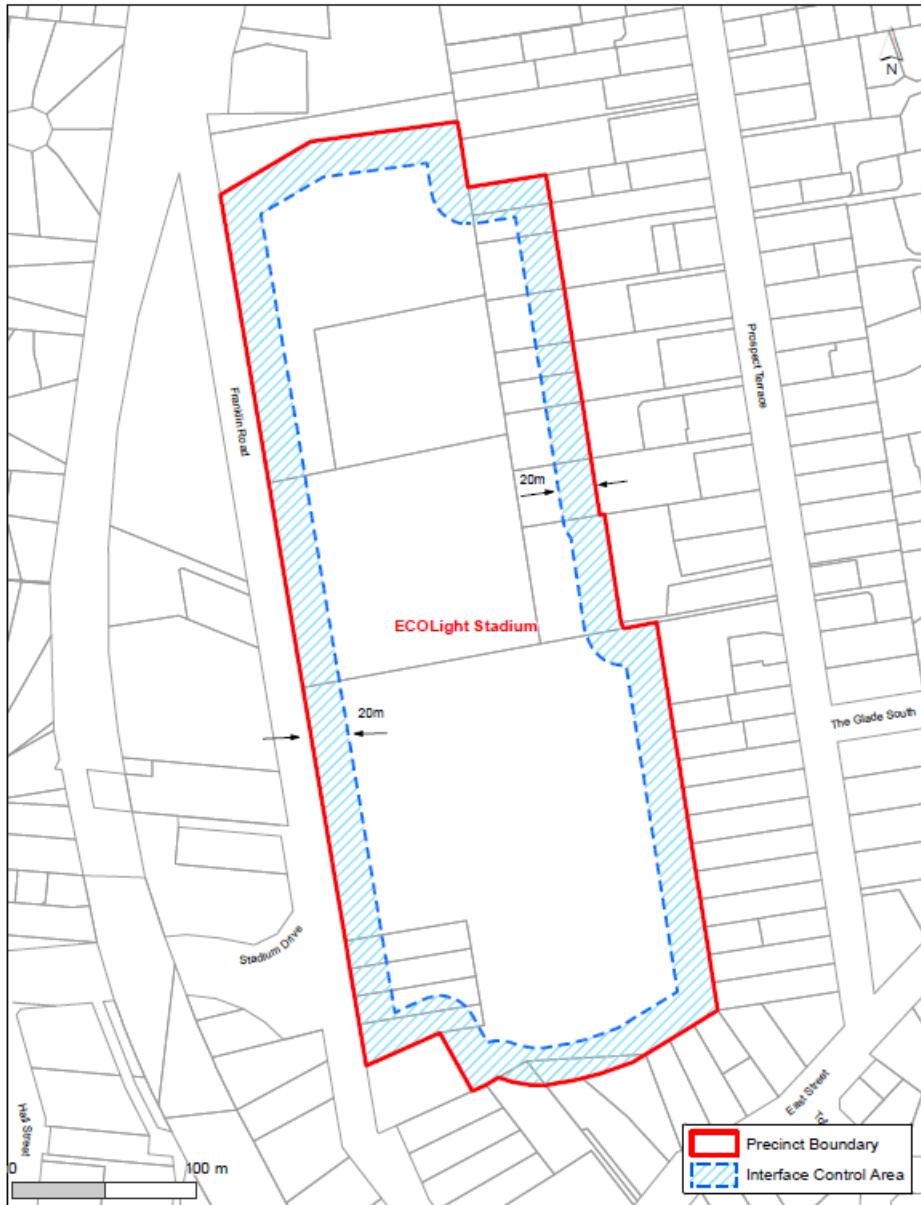 N
Prospect Terrace
Franklin Road
20m
ECOLight Stadium
20m
The Glade South
Stadium Drive
East Street
Hall Street
Precinct Boundary
Interface Control Area
0
100 m